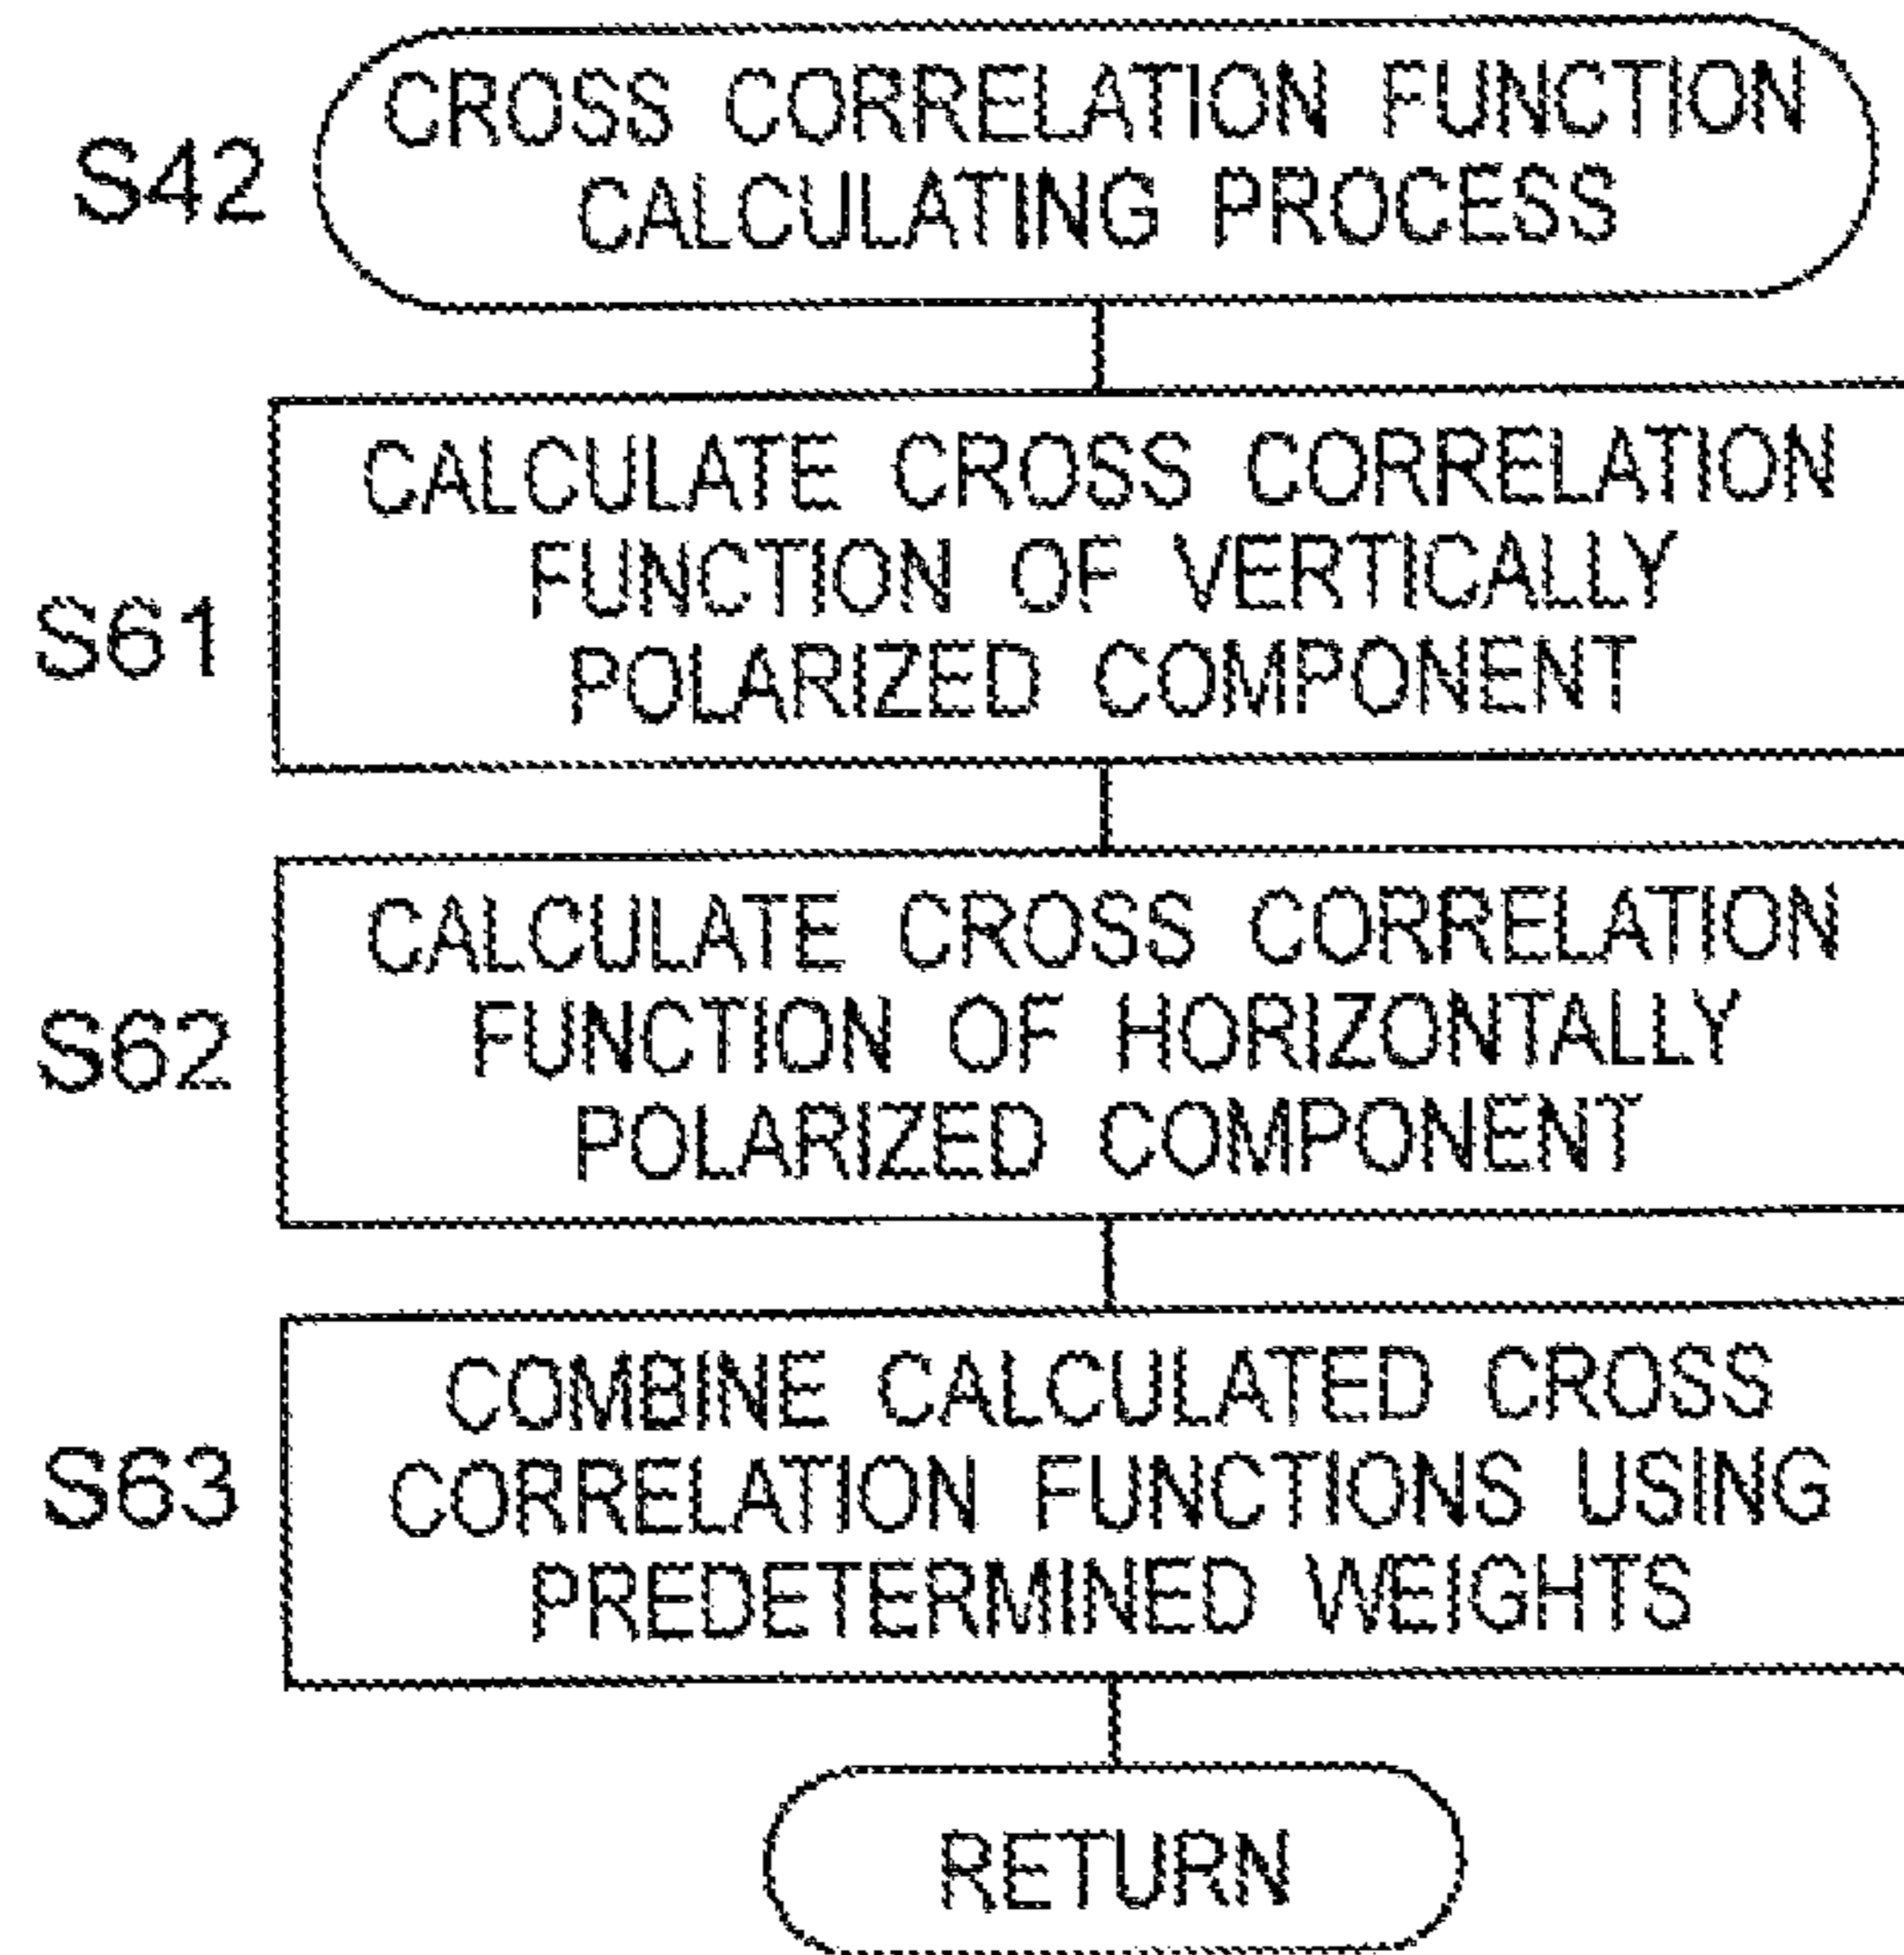 S42
CROSS CORRELATION FUNCTION
CALCULATING PROCESS
S61
CALCULATE CROSS CORRELATION
FUNCTION OF VERTICALLY
POLARIZED COMPONENT
S62
CALCULATE CROSS CORRELATION
FUNCTION OF HORIZONTALLY
POLARIZED COMPONENT
S63
COMBINE CALCULATED CROSS
CORRELATION FUNCTIONS USING
PREDETERMINED WEIGHTS
RETURN